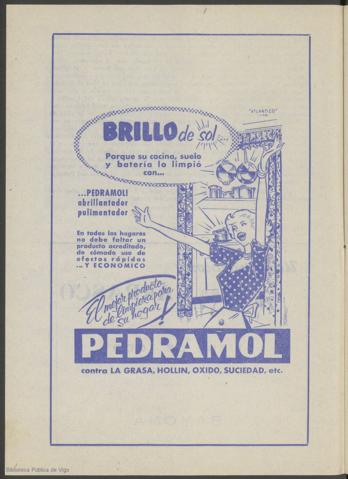 "ATLANTICO"
BRILLO de sol...
Porque su cocina, suelo
y batería lo limpió
con...
...PEDRAMOL!
abrillantador
palimentador
En todos los hogares
no debe faltar un
producto acreditado,
de cómodo uso de
efectos rápidos
...Y ECONOMICO
El mejor producto
de limpieza para
su hogar!
PEDRAMOL
contra LA GRASA, HOLLIN, OXIDO, SUCIEDAD, etc.
Biblioteca Pública de Vigo